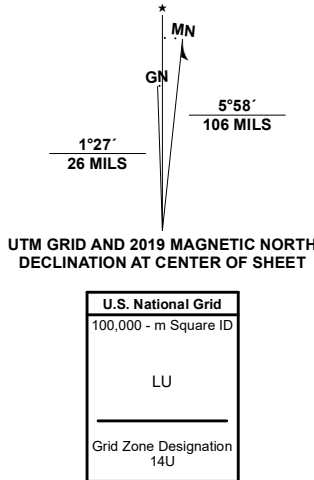 ★
MN
GN
5°58´
106 MILS
1°27´
26 MILS
UTM GRID AND 2019 MAGNETIC NORTH
DECLINATION AT CENTER OF SHEET
U.S. National Grid
100,000 - m Square ID
LU
Grid Zone Designation
14U